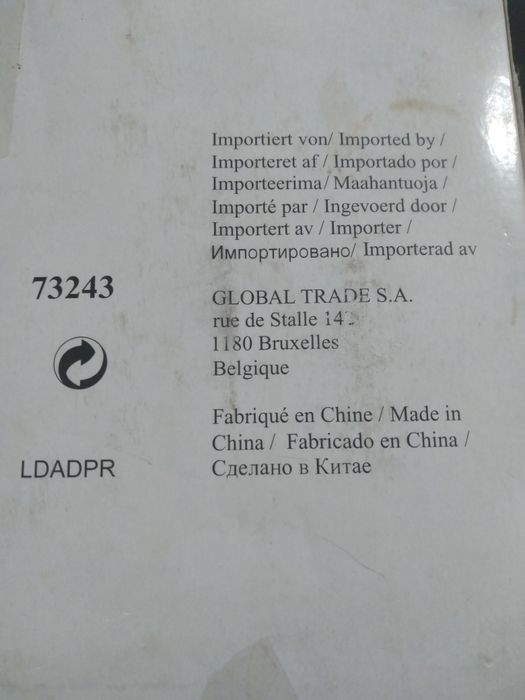 Importiert von/ Imported by /
Importeret af / Importado por /
Importeerima/ Maahantuoja /
Importé par / Ingevoerd door /
Importert av / Importer /
Импортировано/ Importerad av
73243
GLOBAL TRADE S.A.
rue de Stalle
1180 Bruxelles
Belgique
Fabriqué en Chine / Made in
China / Fabricado en China /
Сделано в Китае
LDADPR